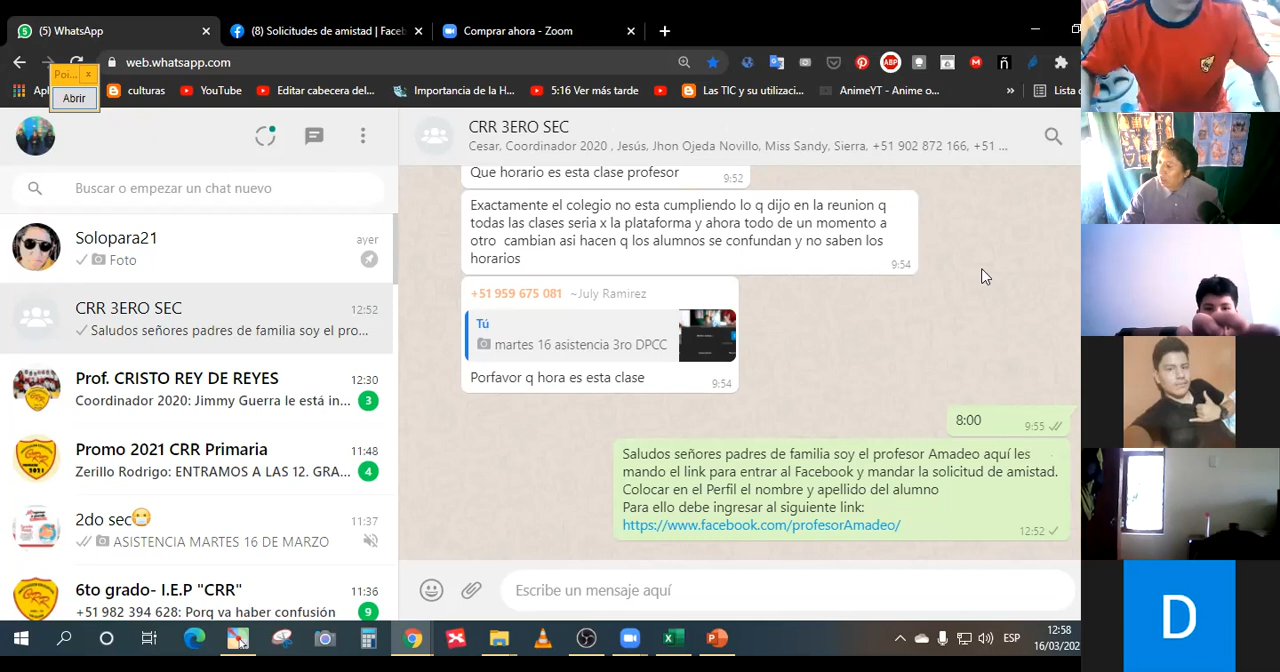 (5) WhatsApp
(8) Solicitudes de amistad | Faceb
Comprar ahora - Zoom
web.whatsapp.com
ABP
ñ
Poi... x
Abrir
culturas
YouTube
Editar cabecera del...
Importancia de la H...
5:16 Ver más tarde
Las TIC y su utilizaci...
AnimeYT - Anime o...
»
Lista d
CRR 3ERO SEC
Cesar, Coordinador 2020 , Jesús, Jhon Ojeda Novillo, Miss Sandy, Sierra, +51 902 872 166, +51 ...
Buscar o empezar un chat nuevo
Solopara21
ayer
Foto
CRR 3ERO SEC
12:52
Saludos señores padres de familia soy el pro...
Prof. CRISTO REY DE REYES
12:30
Coordinador 2020: Jimmy Guerra le está in...
3
Promo 2021 CRR Primaria
11:48
Zerillo Rodrigo: ENTRAMOS A LAS 12. GRA...
4
2do sec
11:37
ASISTENCIA MARTES 16 DE MARZO
6to grado- I.E.P "CRR"
11:36
+51 982 394 628: Porq va haber confusión
9
Que horario es esta clase profesor
9:52
Exactamente el colegio no esta cumpliendo lo q dijo en la reunion q
todas las clases seria x la plataforma y ahora todo de un momento a
otro cambian asi hacen q los alumnos se confundan y no saben los
horarios
9:54
+51 959 675 081 ~July Ramirez
Tú
martes 16 asistencia 3ro DPCC
Porfavor q hora es esta clase
9:54
8:00
9:55
Saludos señores padres de familia soy el profesor Amadeo aquí les
mando el link para entrar al Facebook y mandar la solicitud de amistad.
Colocar en el Perfil el nombre y apellido del alumno
Para ello debe ingresar al siguiente link:
https://www.facebook.com/profesorAmadeo/
12:52
Escribe un mensaje aquí
ESP
12:58
16/03/202
D